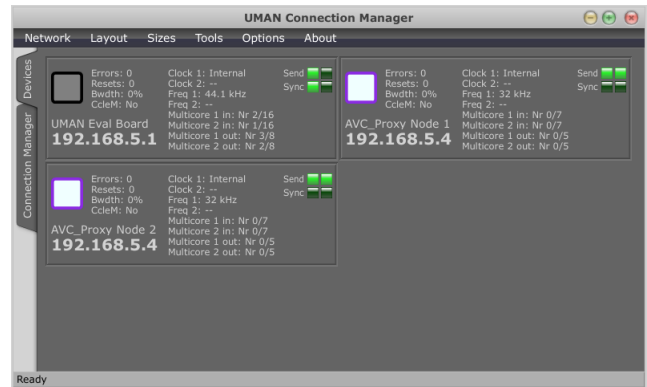 UMAN Connection Manager
Network Layout Sizes Tools Options About
Devices
Connection Manager
Errors: 0
Resets: 0
Bwdth: 0%
CcleM: No
UMAN Eval Board
192.168.5.1
Clock 1: Internal
Clock 2: --
Freq 1: 44.1 kHz
Freq 2: --
Multicore 1 in: Nr 2/16
Multicore 2 in: Nr 1/16
Multicore 1 out: Nr 3/8
Multicore 2 out: Nr 2/8
Send
Sync
Errors: 0
Resets: 0
Bwdth: 0%
CcleM: No
AVC_Proxy Node 1
192.168.5.4
Clock 1: Internal
Clock 2: --
Freq 1: 32 kHz
Freq 2: --
Multicore 1 in: Nr 0/7
Multicore 2 in: Nr 0/7
Multicore 1 out: Nr 0/5
Multicore 2 out: Nr 0/5
Send
Sync
Errors: 0
Resets: 0
Bwdth: 0%
CcleM: No
AVC_Proxy Node 2
192.168.5.4
Clock 1: Internal
Clock 2: --
Freq 1: 32 kHz
Freq 2: --
Multicore 1 in: Nr 0/7
Multicore 2 in: Nr 0/7
Multicore 1 out: Nr 0/5
Multicore 2 out: Nr 0/5
Send
Sync
Ready